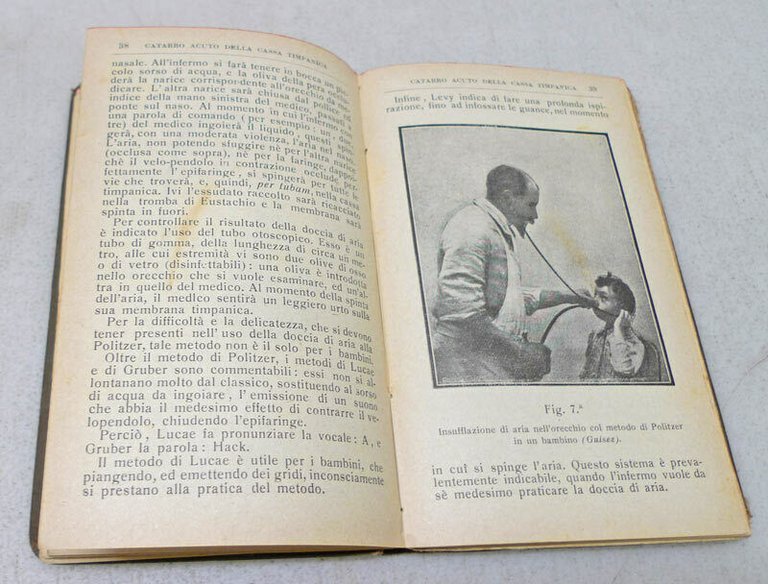 38 CATARRO ACUTO DELLA CASSA TIMPANICA
nasale. All'infermo si farà tenere in bocca un pic-
colo sorso di acqua, e la oliva della pera chiu-
derà la narice corrispor-dente all'orecchio da me-
dicare. L'altra narice sarà chiusa dal pollice ed
indice della mano sinistra del medico, passata a
ponte sul naso. Al momento in cui l'infermo con
una parola di comando (per esempio: un, due,
tre) del medico ingoierà il liquido, questi spin-
gerà, con una moderata violenza, l'aria nel naso.
L'aria, non potendo sfuggire nè per l'altra narice
(occlusa come sopra), nè per la faringe, dappoi-
chè il velo-pendolo in contrazione occlude per-
fettamente l'epifaringe, si spingerà per tutte le
vie che troverà, e, quindi, per tubam, nella cassa
timpanica. Ivi l'essudato raccolto sarà ricacciato
nella tromba di Eustachio e la membrana sarà
spinta in fuori.
Per controllare il risultato della doccia di aria
è indicato l'uso del tubo otoscopico. Esso è un
tubo di gomma, della lunghezza di circa un me-
tro, alle cui estremità vi sono due olive di osso
o di vetro (disinfettabili): una oliva è introdotta
nello orecchio che si vuole esaminare, ed un'al-
tra in quello del medico. Al momento della spinta
dell'aria, il medico sentirà un leggiero urto sulla
sua membrana timpanica.
Per la difficoltà e la delicatezza, che si devono
tener presenti nell'uso della doccia di aria alla
Politzer, tale metodo non è il solo per i bambini.
Oltre il metodo di Politzer, i metodi di Lucae
e di Gruber sono commentabili: essi non si al-
lontanano molto dal classico, sostituendo al sorso
di acqua da ingoiare, l'emissione di un suono
che abbia il medesimo effetto di contrarre il ve-
lopendolo, chiudendo l'epifaringe.
Perciò, Lucae fa pronunziare la vocale: A, e
Gruber la parola: Hack.
Il metodo di Lucae è utile per i bambini, che
piangendo, ed emettendo dei gridi, inconsciamente
si prestano alla pratica del metodo.
CATARRO ACUTO DELLA CASSA TIMPANICA 39
Infine, Levy indica di fare una profonda ispi-
razione, fino ad infossare le guance, nel momento
Fig. 7.ª
Insufflazione di aria nell'orecchio col metodo di Politzer
in un bambino (Guisez).
in cui si spinge l'aria. Questo sistema è preva-
lentemente indicabile, quando l'infermo vuole da
sè medesimo praticare la doccia di aria.